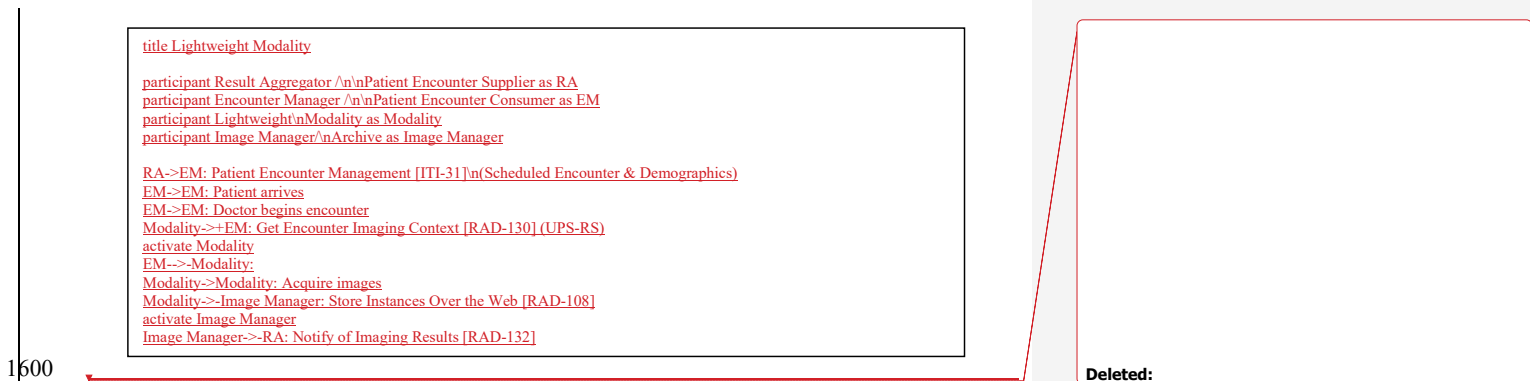 title Lightweight Modality
participant Result Aggregator /\n\nPatient Encounter Supplier as RA
participant Encounter Manager /\n\nPatient Encounter Consumer as EM
participant Lightweight\nModality as Modality
participant Image Manager/\nArchive as Image Manager
RA->EM: Patient Encounter Management [ITI-31]\n(Scheduled Encounter & Demographics)
EM->EM: Patient arrives
EM->EM: Doctor begins encounter
Modality->+EM: Get Encounter Imaging Context [RAD-130] (UPS-RS)
activate Modality
EM-->-Modality:
Modality->Modality: Acquire images
Modality->-Image Manager: Store Instances Over the Web [RAD-108]
activate Image Manager
Image Manager->-RA: Notify of Imaging Results [RAD-132]
1600
Deleted: